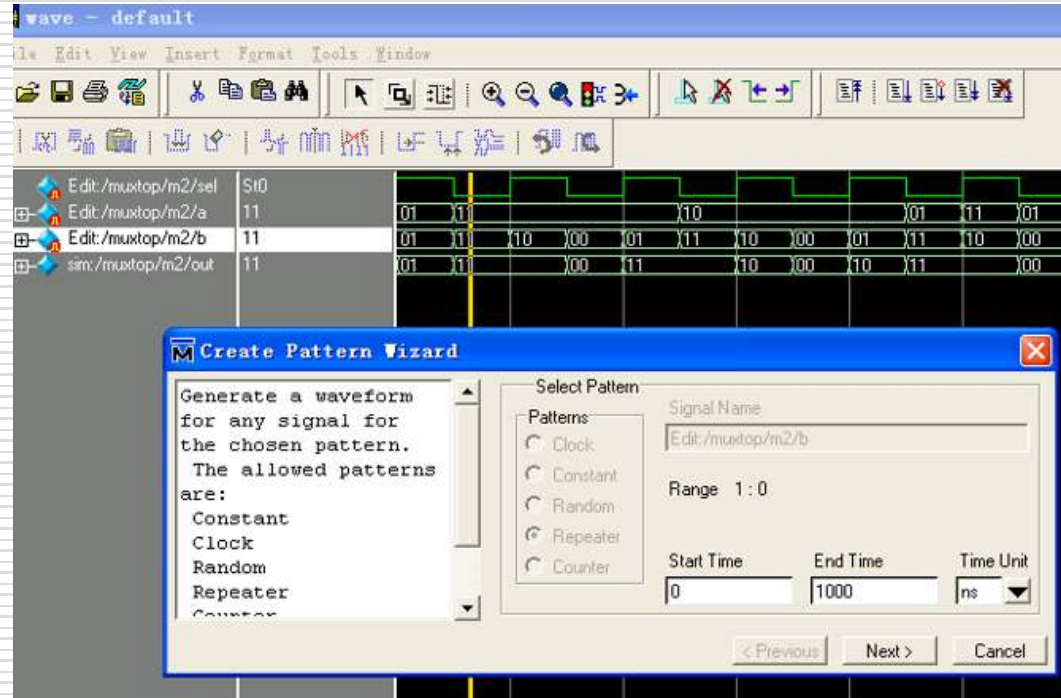 wave - default
ile Edit View Insert Format Tools Window
Edit:/muxtop/m2/sel St0
Edit:/muxtop/m2/a 11 01 11 10 01 11 01
Edit:/muxtop/m2/b 11 01 11 10 00 01 11 10 00 01 11 10 00
sim:/muxtop/m2/out 11 01 11 00 11 10 00 10 11 00
Create Pattern Wizard
Generate a waveform
for any signal for
the chosen pattern.
The allowed patterns
are:
Constant
Clock
Random
Repeater
Counter
Select Pattern
Patterns
Clock
Constant
Random
Repeater
Counter
Signal Name
Edit:/muxtop/m2/b
Range 1 : 0
Start Time End Time Time Unit
0 1000 ns
< Previous Next > Cancel